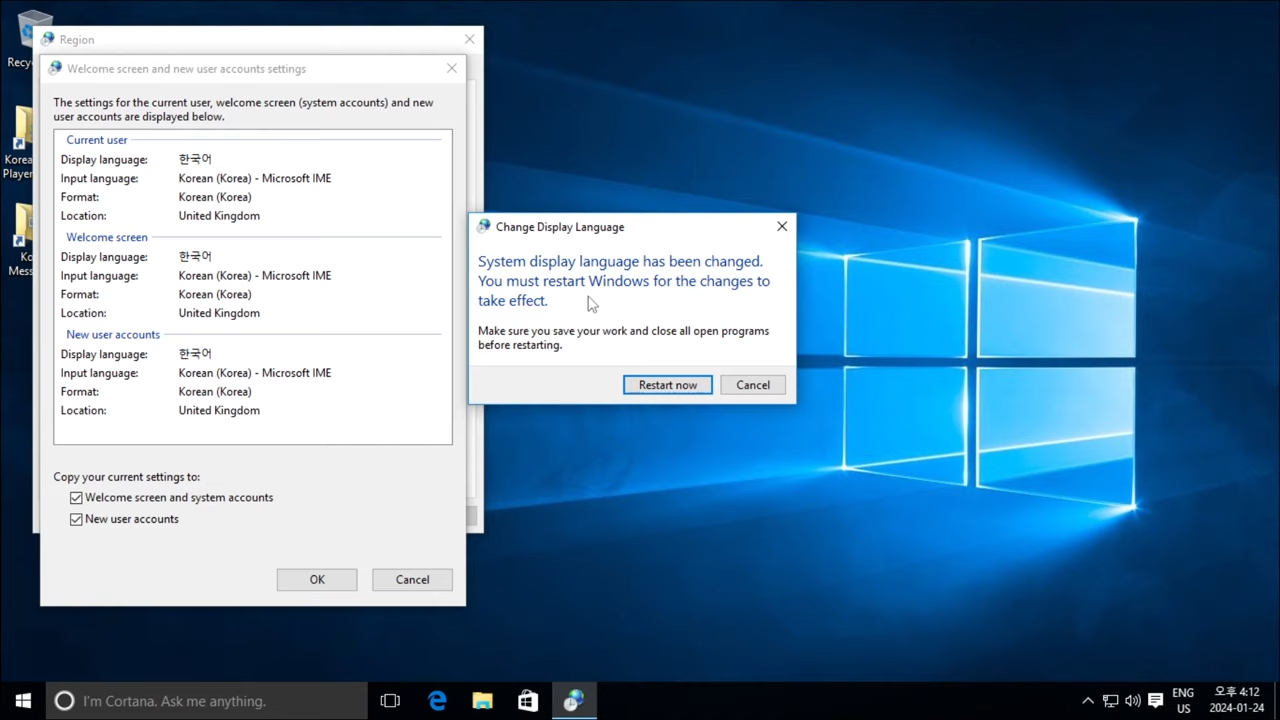 Recyc
Korea
Player
Ko
Mess
Region
Welcome screen and new user accounts settings
The settings for the current user, welcome screen (system accounts) and new
user accounts are displayed below.
Current user
Display language: 한국어
Input language: Korean (Korea) - Microsoft IME
Format: Korean (Korea)
Location: United Kingdom
Welcome screen
Display language: 한국어
Input language: Korean (Korea) - Microsoft IME
Format: Korean (Korea)
Location: United Kingdom
New user accounts
Display language: 한국어
Input language: Korean (Korea) - Microsoft IME
Format: Korean (Korea)
Location: United Kingdom
Copy your current settings to:
Welcome screen and system accounts
New user accounts
OK Cancel
Change Display Language
System display language has been changed.
You must restart Windows for the changes to
take effect.
Make sure you save your work and close all open programs
before restarting.
Restart now Cancel
I'm Cortana. Ask me anything.
ENG
US
오후 4:12
2024-01-24